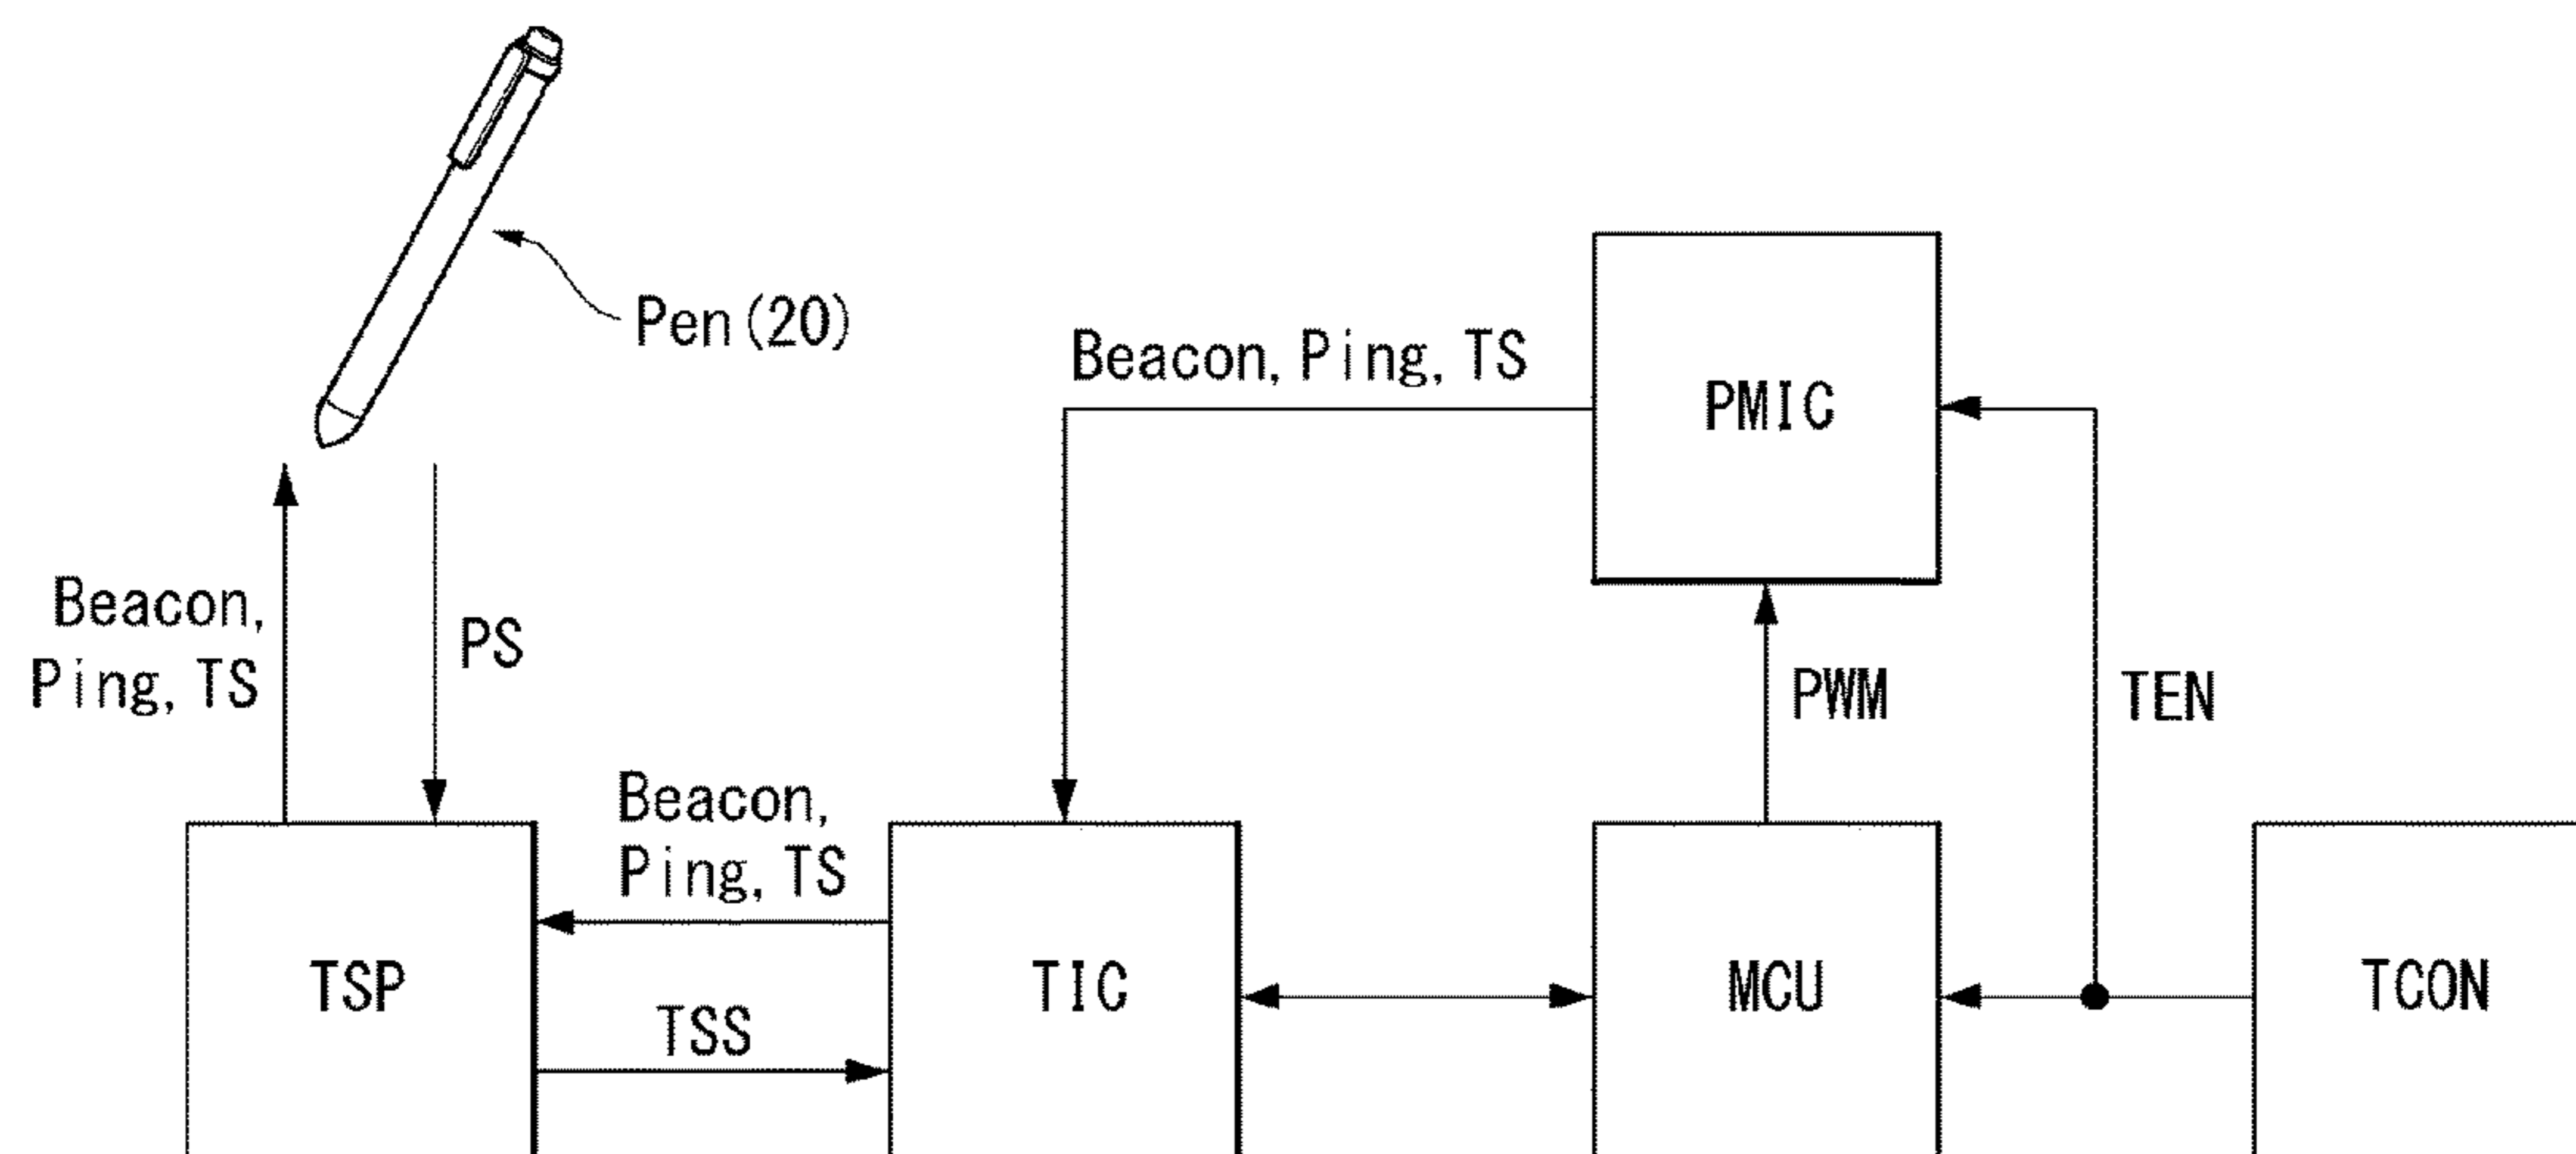 Pen(20)
Beacon, Ping, TS
PMIC
Beacon,
Ping, TS
PS
PWM
TEN
Beacon,
Ping, TS
TSP
TSS
TIC
MCU
TCON